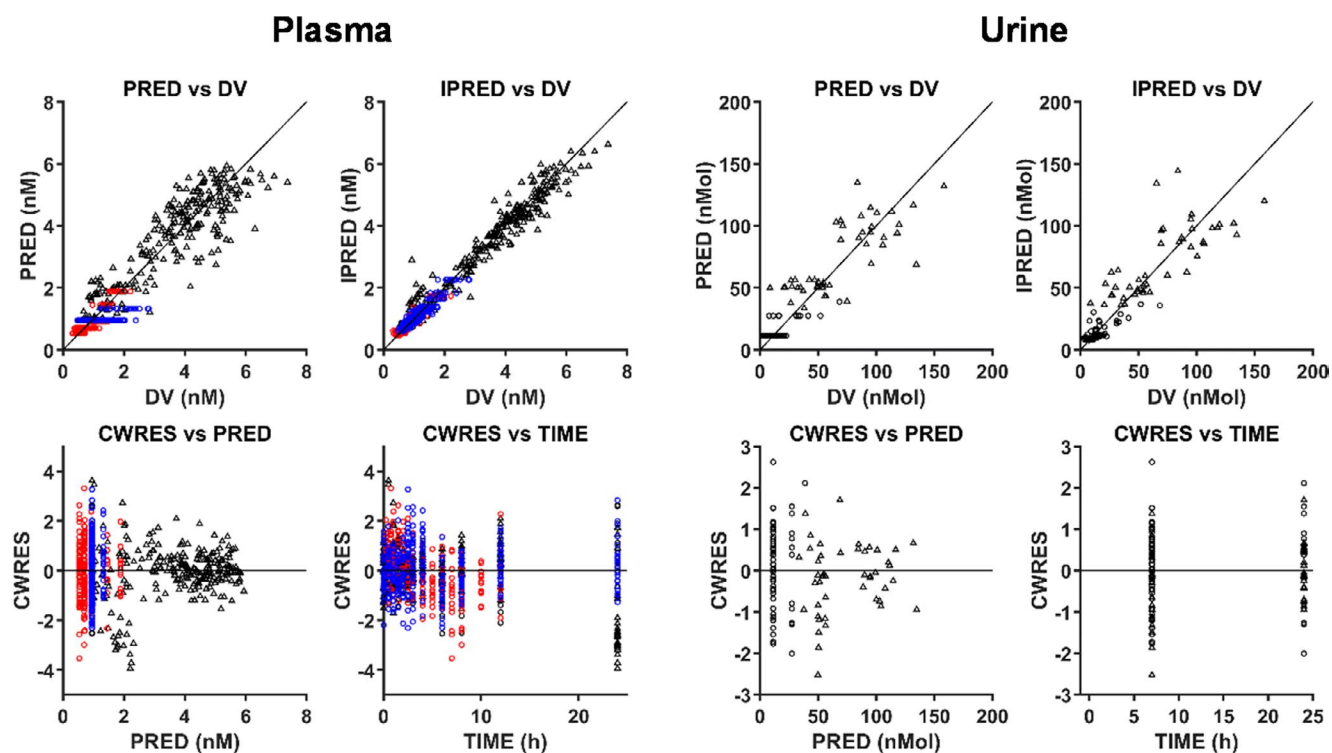 Plasma
Urine
PRED vs DV
IPRED vs DV
PRED vs DV
IPRED vs DV
8
6
4
2
0
PRED (nM)
0 2 4 6 8
DV (nM)
8
6
4
2
0
IPRED (nM)
0 2 4 6 8
DV (nM)
200
150
100
50
0
PRED (nMol)
0 50 100 150 200
DV (nMol)
200
150
100
50
0
IPRED (nMol)
0 50 100 150 200
DV (nMol)
CWRES vs PRED
CWRES vs TIME
CWRES vs PRED
CWRES vs TIME
4
2
0
-2
-4
CWRES
0 2 4 6 8
PRED (nM)
4
2
0
-2
-4
CWRES
0 10 20
TIME (h)
3
2
1
0
-1
-2
-3
CWRES
0 50 100 150 200
PRED (nMol)
3
2
1
0
-1
-2
-3
CWRES
0 5 10 15 20 25
TIME (h)